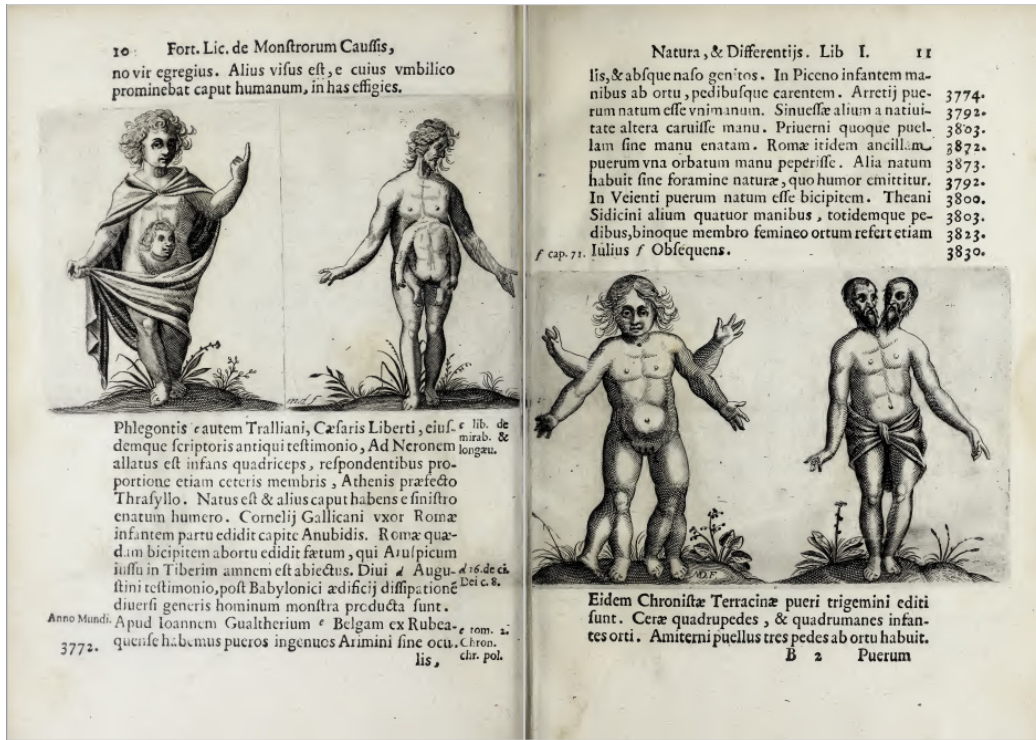 10 Fort. Lic. de Monſtrorum Cauſſis,
no vir egregius. Alius viſus eſt, e cuius vmbilico
prominebat caput humanum, in has effigies.
m.d.f
Phlegontis c autem Tralliani, Cæſaris Liberti, eiuſ-
demque ſcriptoris antiqui teſtimonio, Ad Neronem
allatus eſt infans quadriceps, reſpondentibus pro-
portione etiam ceteris membris, Athenis præfecto
Thraſyllo. Natus eſt & alius caput habens e ſiniſtro
enatum humero. Cornelij Gallicani vxor Romæ
infantem partu edidit capite Anubidis. Romæ quæ-
dam bicipitem abortu edidit fætum, qui Aruſpicum
iuſſu in Tiberim amnem eſt abiectus. Diui d Augu-
ſtini teſtimonio, poſt Babylonici ædificij diſſipationē
diuerſi generis hominum monſtra producta ſunt.
Apud Ioannem Gualtherium e Belgam ex Rubea-
quenſe habemus pueros ingenuos Arimini ſine ocu-
lis,
c lib. de
mirab. &
longæu.
d 16. de ci.
Dei c. 8.
e tom. 2.
Chron.
chr. pol.
Anno Mundi.
3772.
Natura, & Differentijs. Lib I. 11
lis, & abſque naſo genitos. In Piceno infantem ma-
nibus ab ortu, pedibuſque carentem. Arretij pue- 3774.
rum natum eſſe vnimanum. Sinueſſæ alium a natiui- 3792.
tate altera caruiſſe manu. Priuerni quoque puel- 3803.
lam ſine manu enatam. Romæ itidem ancillam 3872.
puerum vna orbatum manu peperiſſe. Alia natum 3873.
habuit ſine foramine naturæ, quo humor emittitur. 3792.
In Veienti puerum natum eſſe bicipitem. Theani 3800.
Sidicini alium quatuor manibus, totidemque pe- 3803.
dibus, binoque membro femineo ortum refert etiam 3823.
f cap. 71. Iulius f Obſequens. 3830.
M.D.F
Eidem Chroniſtæ Terracinæ pueri trigemini editi
ſunt. Ceræ quadrupedes, & quadrumanes infan-
tes orti. Amiterni puellus tres pedes ab ortu habuit.
B 2 Puerum